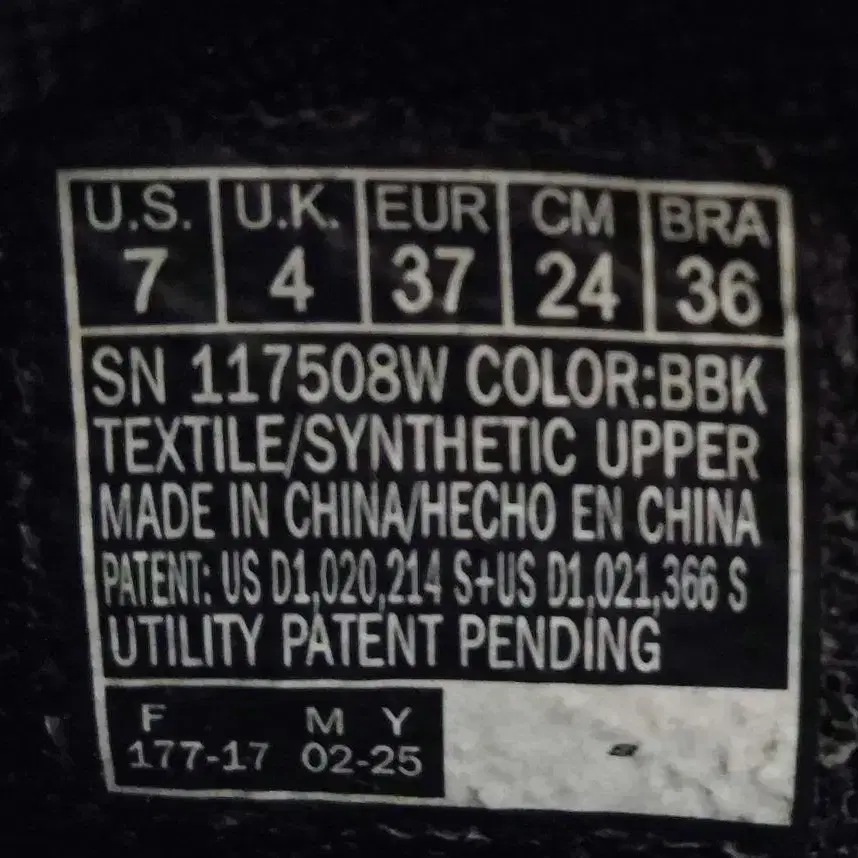 U.S. U.K. EUR CM BRA
7 4 37 24 36
SN 117508W COLOR:BBK
TEXTILE/SYNTHETIC UPPER
MADE IN CHINA/HECHO EN CHINA
PATENT: US D1,020,214 S+US D1,021,366 S
UTILITY PATENT PENDING
F M Y
177-17 02-25